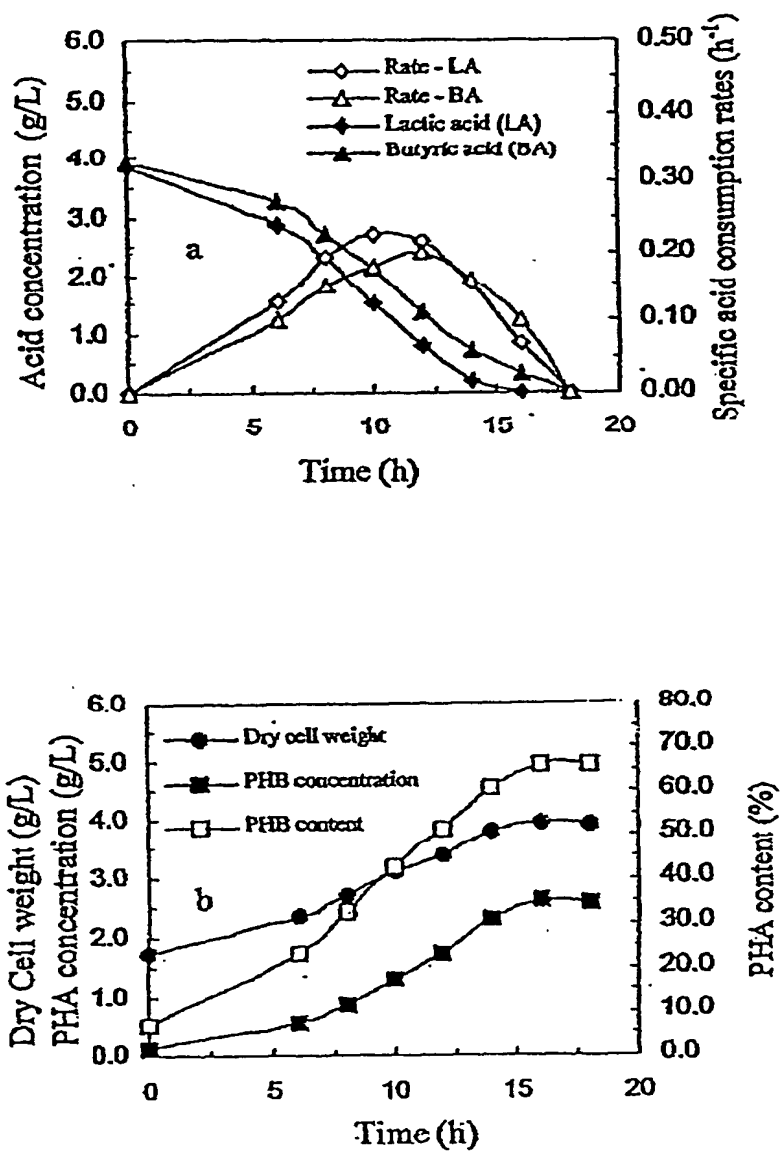 6.0
5.0
4.0
3.0
2.0
1.0
0.0
Acid concentration (g/L)
Rate - LA
Rate - BA
Lactic acid (LA)
Butyric acid (BA)
a
0.50
0.40
0.30
0.20
0.10
0.00
Specific acid consumption rates (h⁻¹)
0 5 10 15 20
Time (h)
6.0
5.0
4.0
3.0
2.0
1.0
0.0
Dry Cell weight (g/L)
PHA concentration (g/L)
Dry cell weight
PHB concentration
PHB content
b
80.0
70.0
60.0
50.0
40.0
30.0
20.0
10.0
0.0
PHA content (%)
0 5 10 15 20
Time (h)